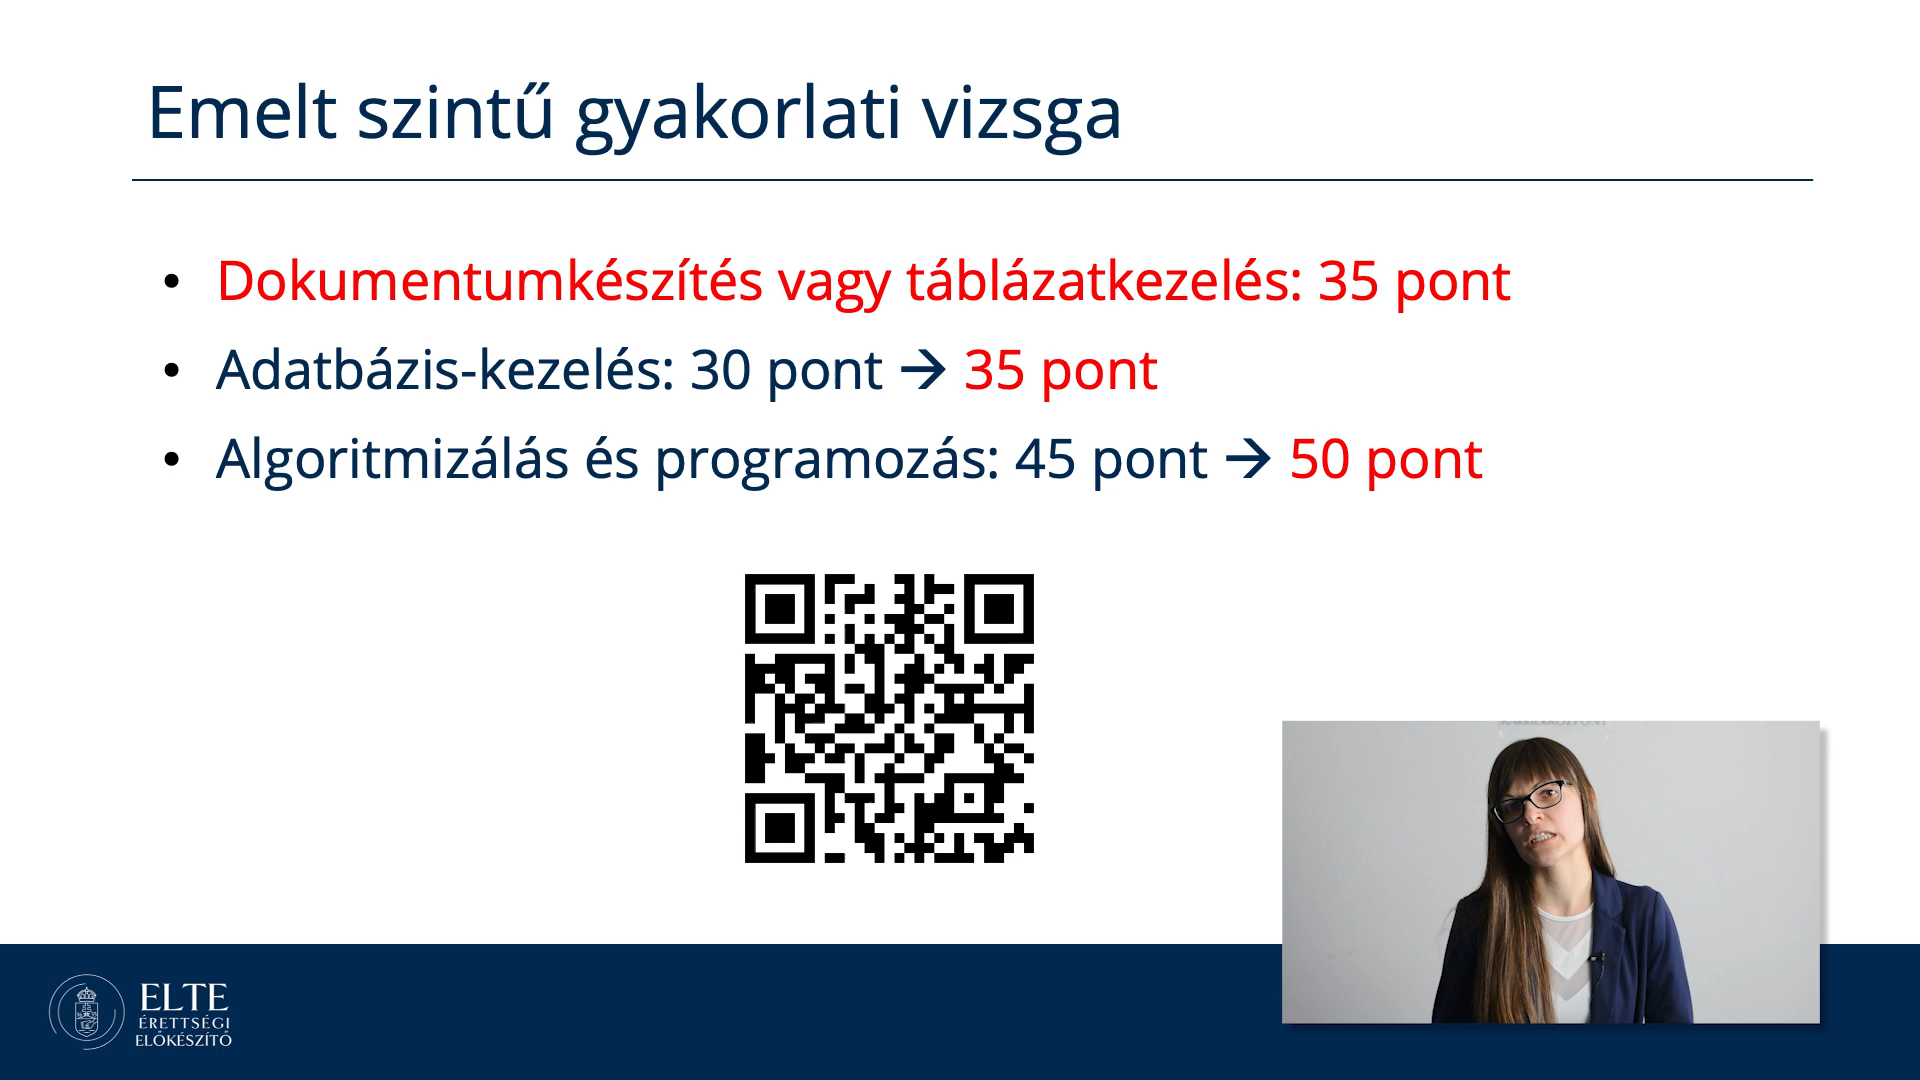 Emelt szintű gyakorlati vizsga
• Dokumentumkészítés vagy táblázatkezelés: 35 pont
• Adatbázis-kezelés: 30 pont → 35 pont
• Algoritmizálás és programozás: 45 pont → 50 pont
ELTE
ÉRETTSÉGI
ELŐKÉSZÍTŐ